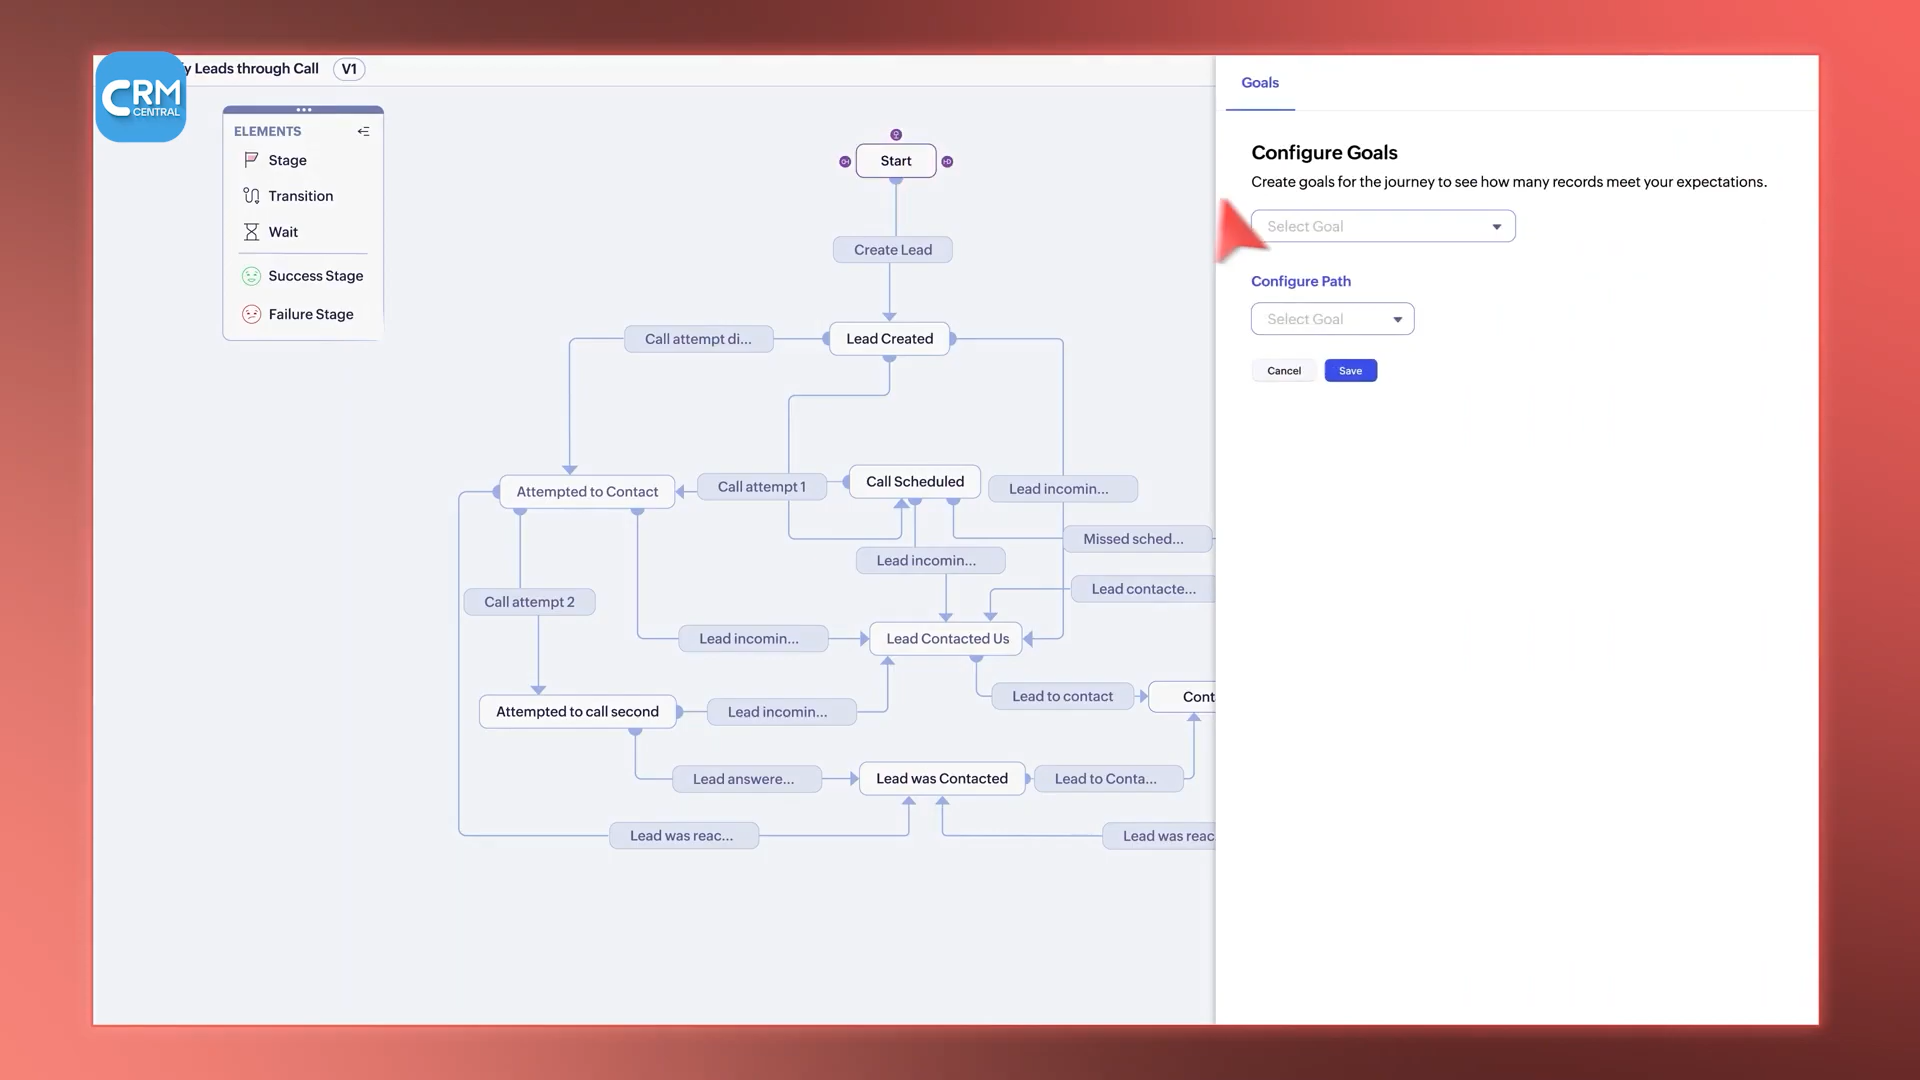 CRM
CENTRAL
y Leads through Call
V1
ELEMENTS
Stage
Transition
Wait
Success Stage
Failure Stage
Start
Create Lead
Call attempt di...
Lead Created
Attempted to Contact
Call attempt 1
Call Scheduled
Lead incomin...
Missed sched...
Lead incomin...
Lead contacte...
Call attempt 2
Lead incomin...
Lead Contacted Us
Lead to contact
Cont
Attempted to call second
Lead incomin...
Lead answere...
Lead was Contacted
Lead to Conta...
Lead was reac...
Lead was reac
Goals
Configure Goals
Create goals for the journey to see how many records meet your expectations.
Select Goal
Configure Path
Select Goal
Cancel
Save